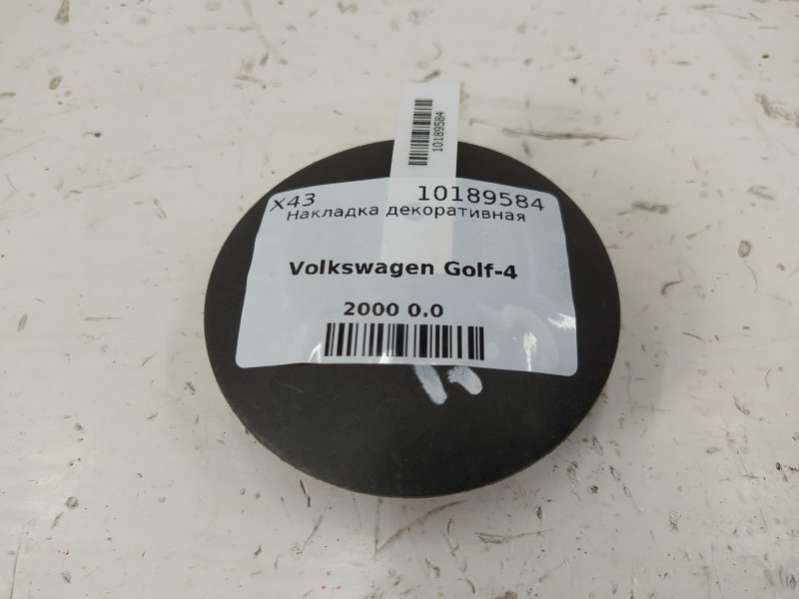 10189584
X43 10189584
Накладка декоративная
Volkswagen Golf-4
2000 0.0